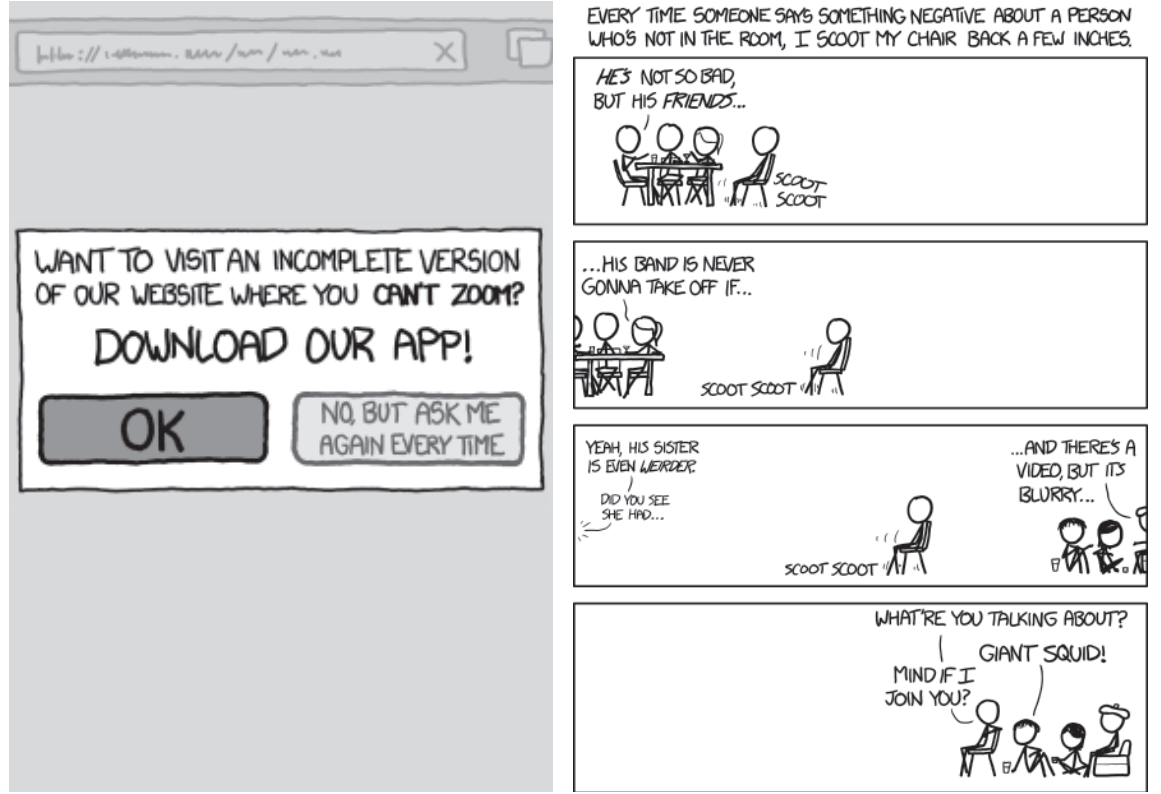 WANT TO VISIT AN INCOMPLETE VERSION
OF OUR WEBSITE WHERE YOU CAN'T ZOOM?
DOWNLOAD OUR APP!
OK
NO, BUT ASK ME
AGAIN EVERY TIME
EVERY TIME SOMEONE SAYS SOMETHING NEGATIVE ABOUT A PERSON
WHO'S NOT IN THE ROOM, I SCOOT MY CHAIR BACK A FEW INCHES.
HE'S NOT SO BAD,
BUT HIS FRIENDS...
SCOOT
SCOOT
...HIS BAND IS NEVER
GONNA TAKE OFF IF...
SCOOT SCOOT
YEAH, HIS SISTER
IS EVEN WEIRDER.
DID YOU SEE
SHE HAD...
SCOOT SCOOT
...AND THERE'S A
VIDEO, BUT IT'S
BLURRY...
WHAT'RE YOU TALKING ABOUT?
GIANT SQUID!
MIND IF I
JOIN YOU?